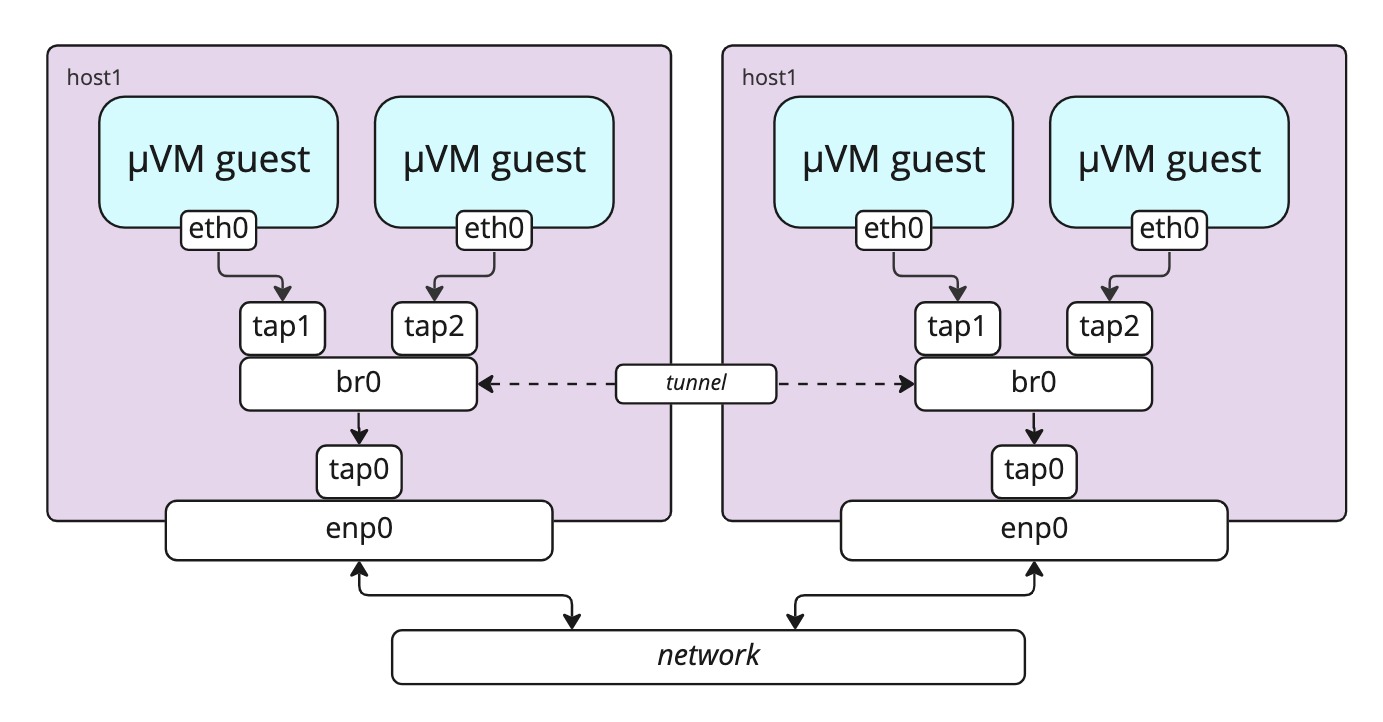 host1
host1
µVM guest
µVM guest
µVM guest
µVM guest
eth0
eth0
eth0
eth0
tap1
tap2
tap1
tap2
br0
tunnel
br0
tap0
tap0
enp0
enp0
network